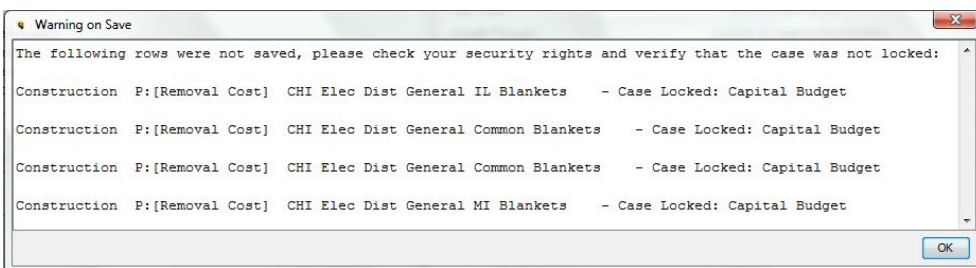 Warning on Save
The following rows were not saved, please check your security rights and verify that the case was not locked:
Construction P:[Removal Cost] CHI Elec Dist General IL Blankets - Case Locked: Capital Budget
Construction P:[Removal Cost] CHI Elec Dist General Common Blankets - Case Locked: Capital Budget
Construction P:[Removal Cost] CHI Elec Dist General Common Blankets - Case Locked: Capital Budget
Construction P:[Removal Cost] CHI Elec Dist General MI Blankets - Case Locked: Capital Budget
OK